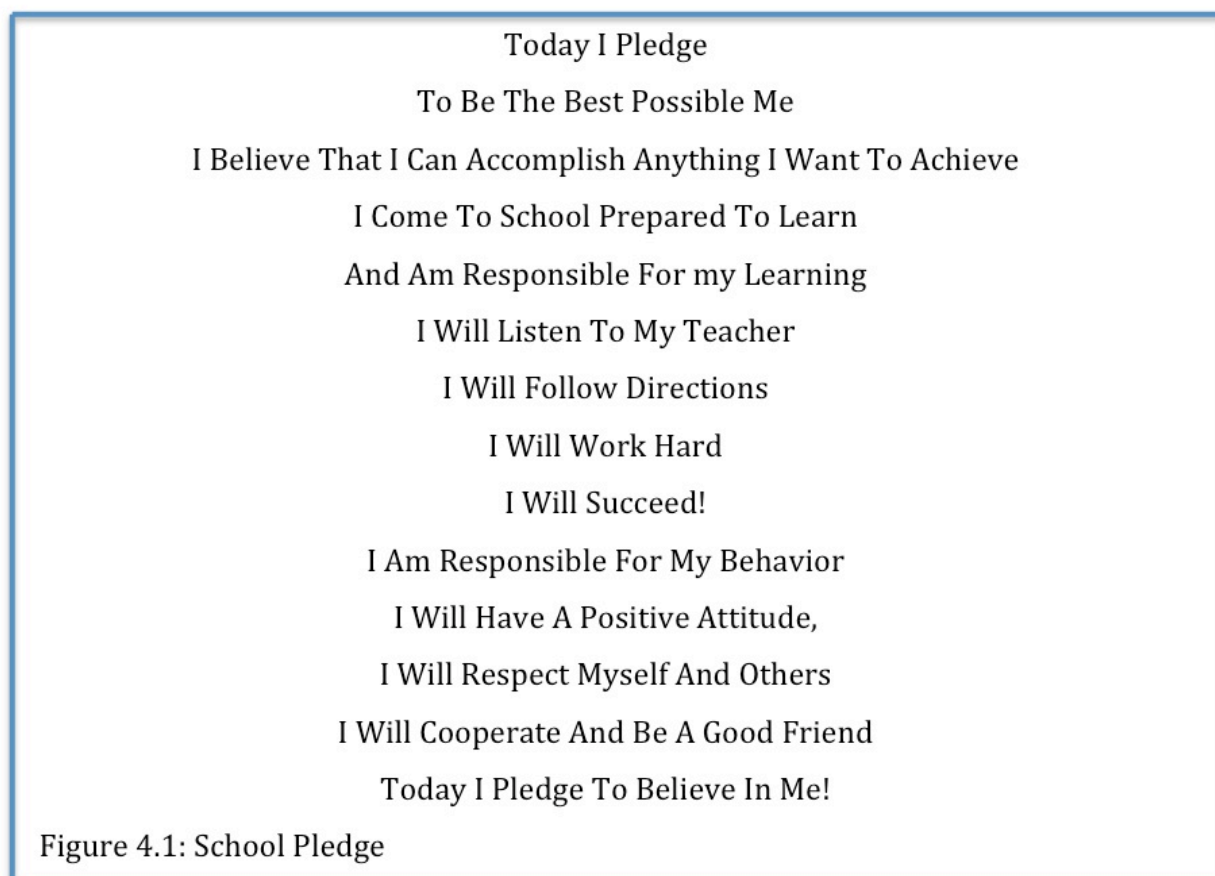 Today I Pledge
To Be The Best Possible Me
I Believe That I Can Accomplish Anything I Want To Achieve
I Come To School Prepared To Learn
And Am Responsible For my Learning
I Will Listen To My Teacher
I Will Follow Directions
I Will Work Hard
I Will Succeed!
I Am Responsible For My Behavior
I Will Have A Positive Attitude,
I Will Respect Myself And Others
I Will Cooperate And Be A Good Friend
Today I Pledge To Believe In Me!
Figure 4.1: School Pledge